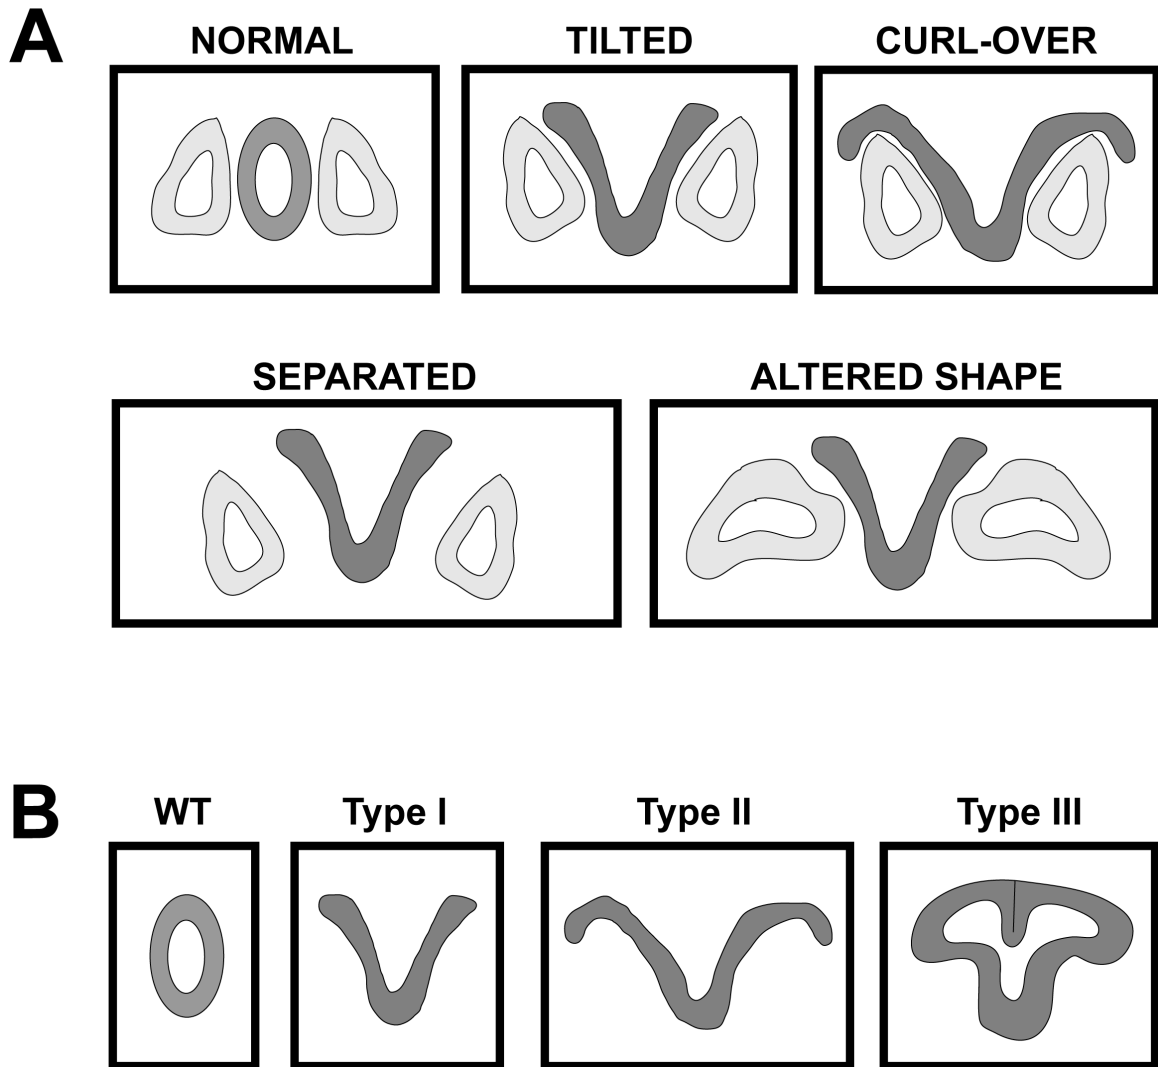 A
NORMAL TILTED CURL-OVER
SEPARATED ALTERED SHAPE
B
WT Type I Type II Type III